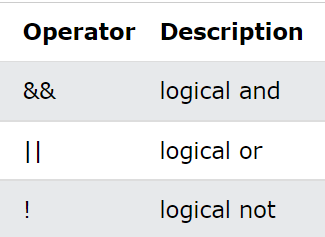 Operator Description
&& logical and
|| logical or
! logical not